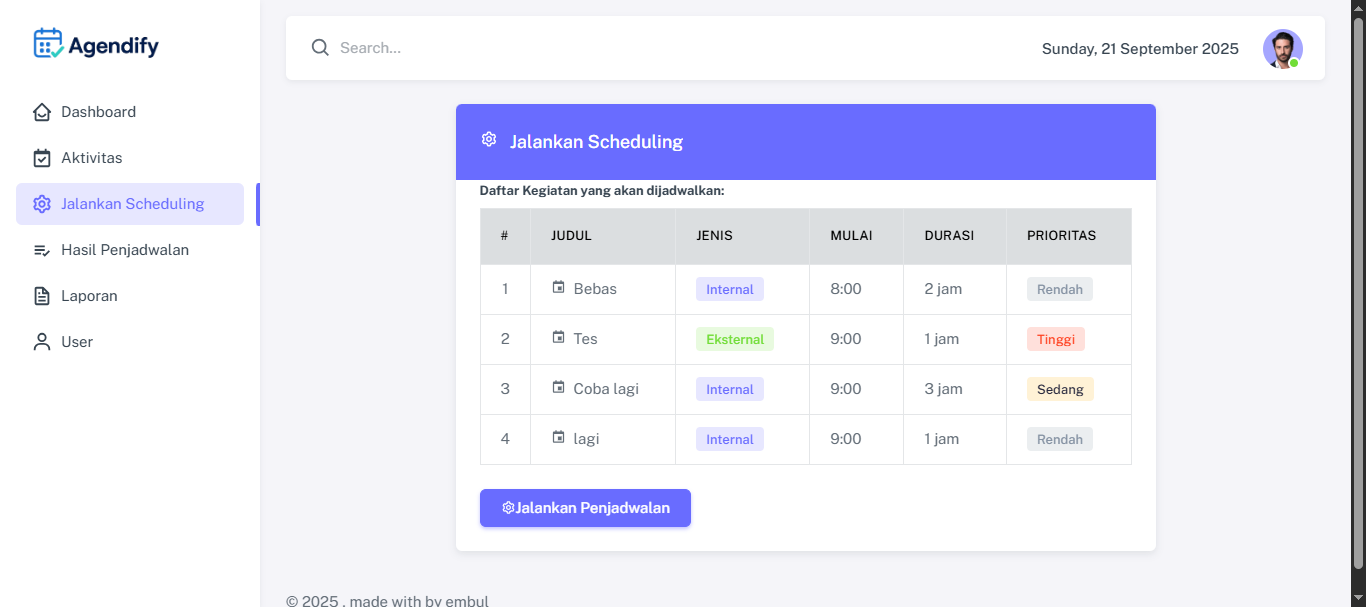 Agendify
Search...
Sunday, 21 September 2025
Dashboard
Aktivitas
Jalankan Scheduling
Hasil Penjadwalan
Laporan
User
Jalankan Scheduling
Daftar Kegiatan yang akan dijadwalkan:
# JUDUL JENIS MULAI DURASI PRIORITAS
1 Bebas Internal 8:00 2 jam Rendah
2 Tes Eksternal 9:00 1 jam Tinggi
3 Coba lagi Internal 9:00 3 jam Sedang
4 lagi Internal 9:00 1 jam Rendah
Jalankan Penjadwalan
© 2025 , made with by embul